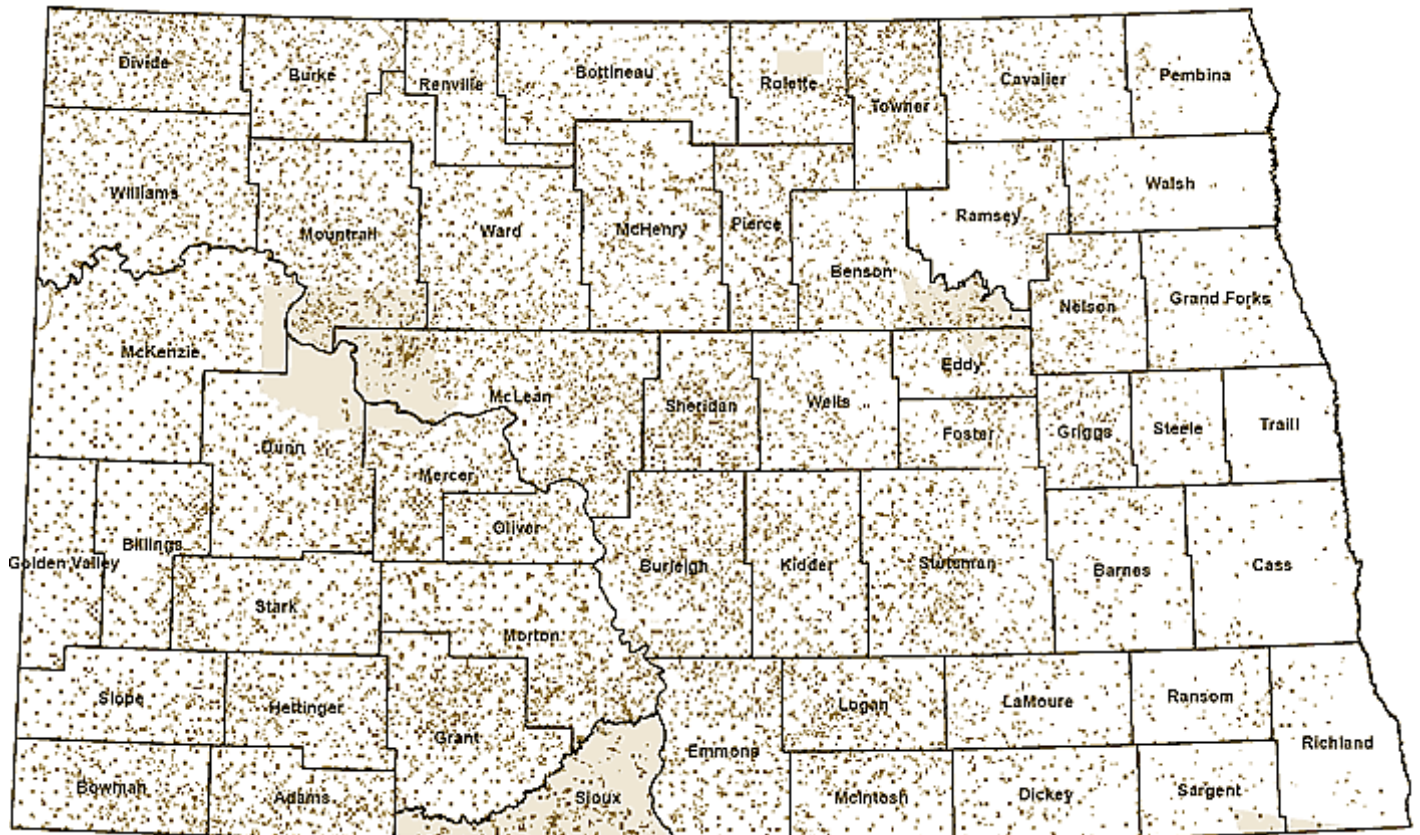 Divide
Burke
Renville
Bottineau
Rolette
Towner
Cavalier
Pembina
Williams
Mountrail
Ward
McHenry
Pierce
Benson
Ramsey
Walsh
McKenzie
Nelson
Grand Forks
McLean
Sheridan
Wells
Eddy
Foster
Griggs
Steele
Traill
Dunn
Mercer
Oliver
Golden Valley
Billings
Stark
Burleigh
Kidder
Stutsman
Barnes
Cass
Morton
Slope
Hettinger
Grant
Emmons
Logan
LaMoure
Ransom
Richland
Bowman
Adams
Sioux
McIntosh
Dickey
Sargent